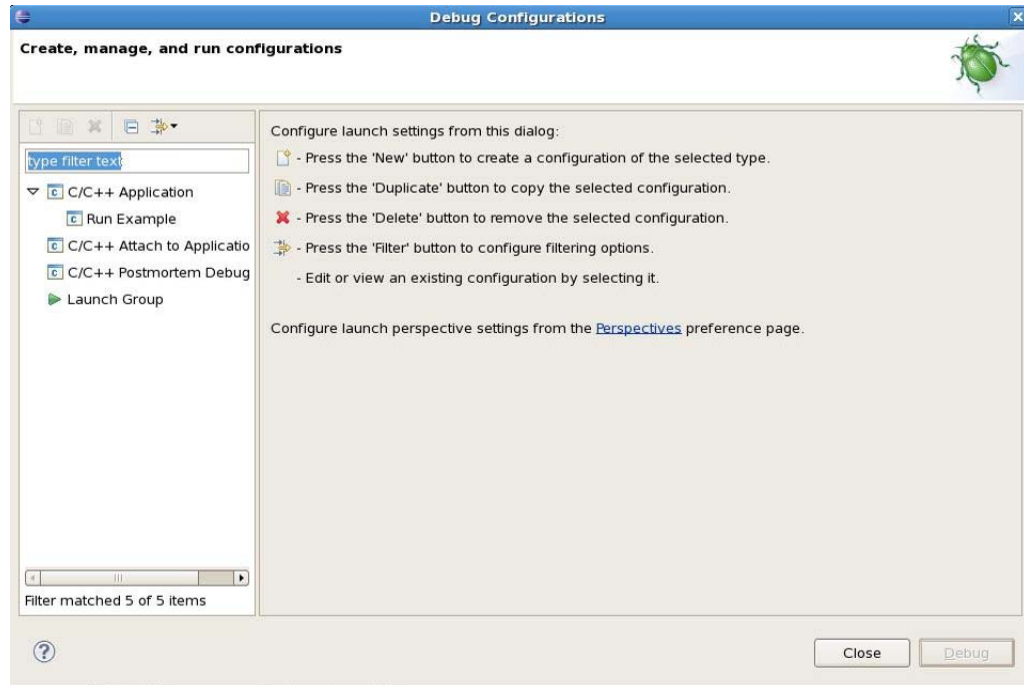 Debug Configurations
Create, manage, and run configurations
type filter text
C/C++ Application
Run Example
C/C++ Attach to Applicatio
C/C++ Postmortem Debug
Launch Group
Filter matched 5 of 5 items
Configure launch settings from this dialog:
- Press the 'New' button to create a configuration of the selected type.
- Press the 'Duplicate' button to copy the selected configuration.
- Press the 'Delete' button to remove the selected configuration.
- Press the 'Filter' button to configure filtering options.
- Edit or view an existing configuration by selecting it.
Configure launch perspective settings from the Perspectives preference page.
Close
Debug